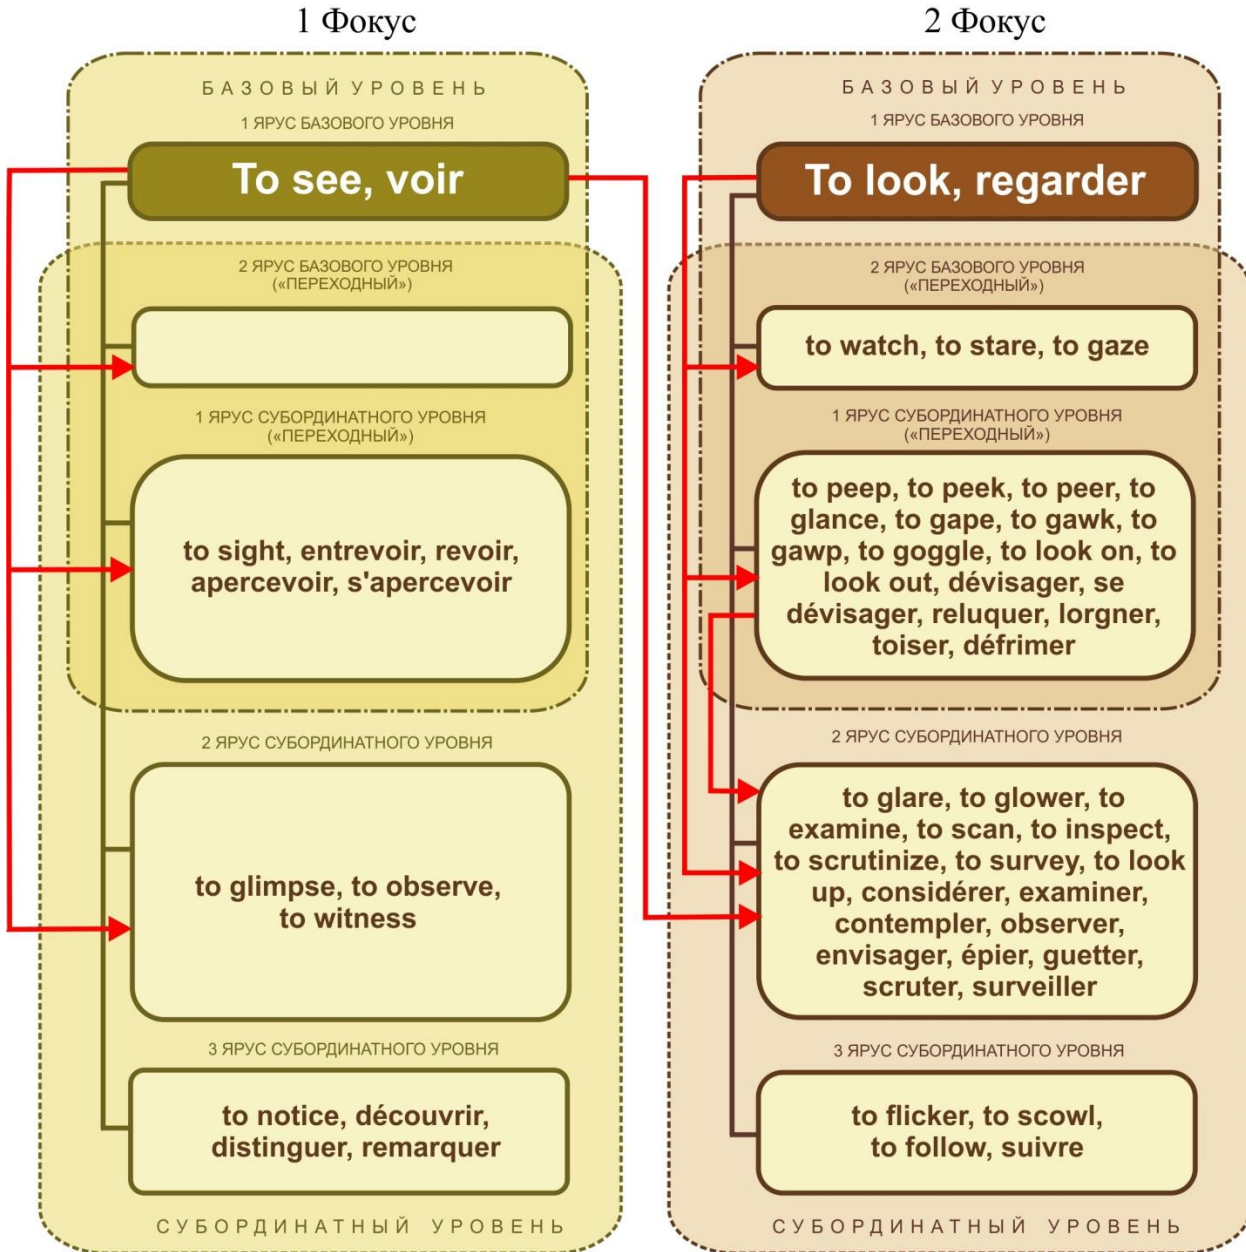 1 Фокус
БАЗОВЫЙ УРОВЕНЬ
1 ЯРУС БАЗОВОГО УРОВНЯ
To see, voir
2 ЯРУС БАЗОВОГО УРОВНЯ
(«ПЕРЕХОДНЫЙ»)
1 ЯРУС СУБОРДИНАТНОГО УРОВНЯ
(«ПЕРЕХОДНЫЙ»)
to sight, entrevoir, revoir,
apercevoir, s'apercevoir
2 ЯРУС СУБОРДИНАТНОГО УРОВНЯ
to glimpse, to observe,
to witness
3 ЯРУС СУБОРДИНАТНОГО УРОВНЯ
to notice, découvrir,
distinguer, remarquer
СУБОРДИНАТНЫЙ УРОВЕНЬ
2 Фокус
БАЗОВЫЙ УРОВЕНЬ
1 ЯРУС БАЗОВОГО УРОВНЯ
To look, regarder
2 ЯРУС БАЗОВОГО УРОВНЯ
(«ПЕРЕХОДНЫЙ»)
to watch, to stare, to gaze
1 ЯРУС СУБОРДИНАТНОГО УРОВНЯ
(«ПЕРЕХОДНЫЙ»)
to peep, to peek, to peer, to
glance, to gape, to gawk, to
gawp, to goggle, to look on, to
look out, dévisager, se
dévisager, reluquer, lorgner,
toiser, défrimer
2 ЯРУС СУБОРДИНАТНОГО УРОВНЯ
to glare, to glower, to
examine, to scan, to inspect,
to scrutinize, to survey, to look
up, considérer, examiner,
contempler, observer,
envisager, épier, guetter,
scruter, surveiller
3 ЯРУС СУБОРДИНАТНОГО УРОВНЯ
to flicker, to scowl,
to follow, suivre
СУБОРДИНАТНЫЙ УРОВЕНЬ